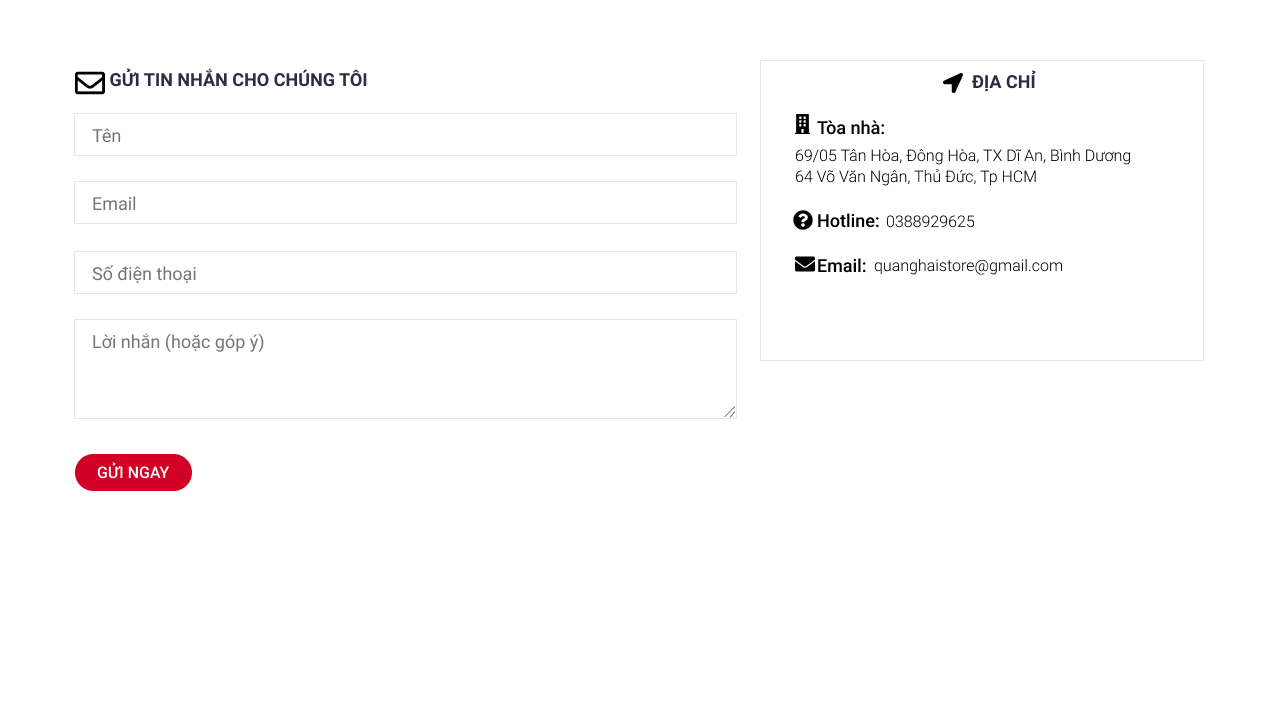 GỬI TIN NHẮN CHO CHÚNG TÔI
Tên
Email
Số điện thoại
Lời nhắn (hoặc góp ý)
GỬI NGAY
ĐỊA CHỈ
Tòa nhà:
69/05 Tân Hòa, Đông Hòa, TX Dĩ An, Bình Dương
64 Võ Văn Ngân, Thủ Đức, Tp HCM
Hotline: 0388929625
Email: quanghaistore@gmail.com